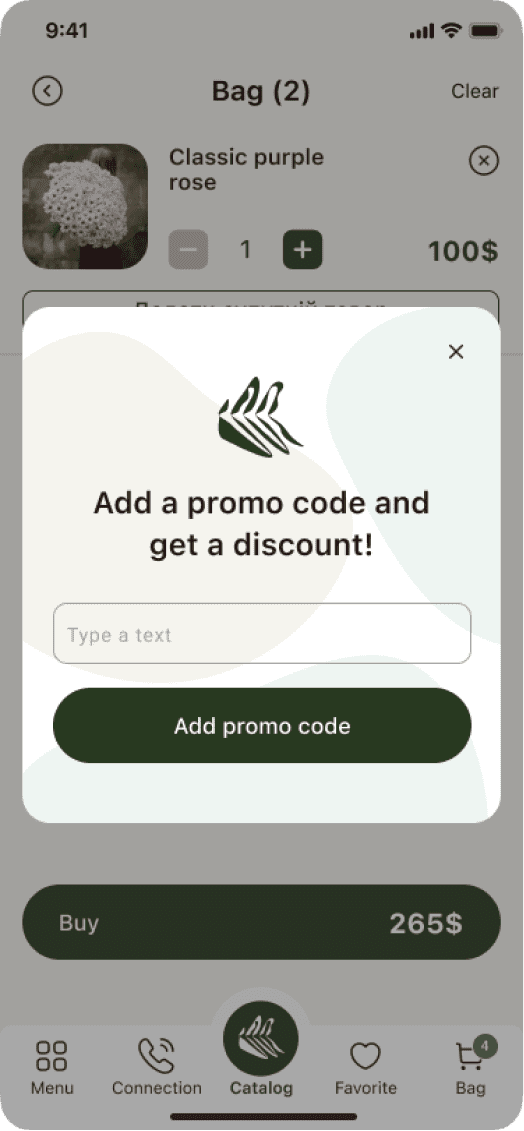 9:41
Bag (2)
Clear
Classic purple
rose
1
100$
Add a promo code and
get a discount!
Type a text
Add promo code
Buy
265$
4
Menu
Connection
Catalog
Favorite
Bag